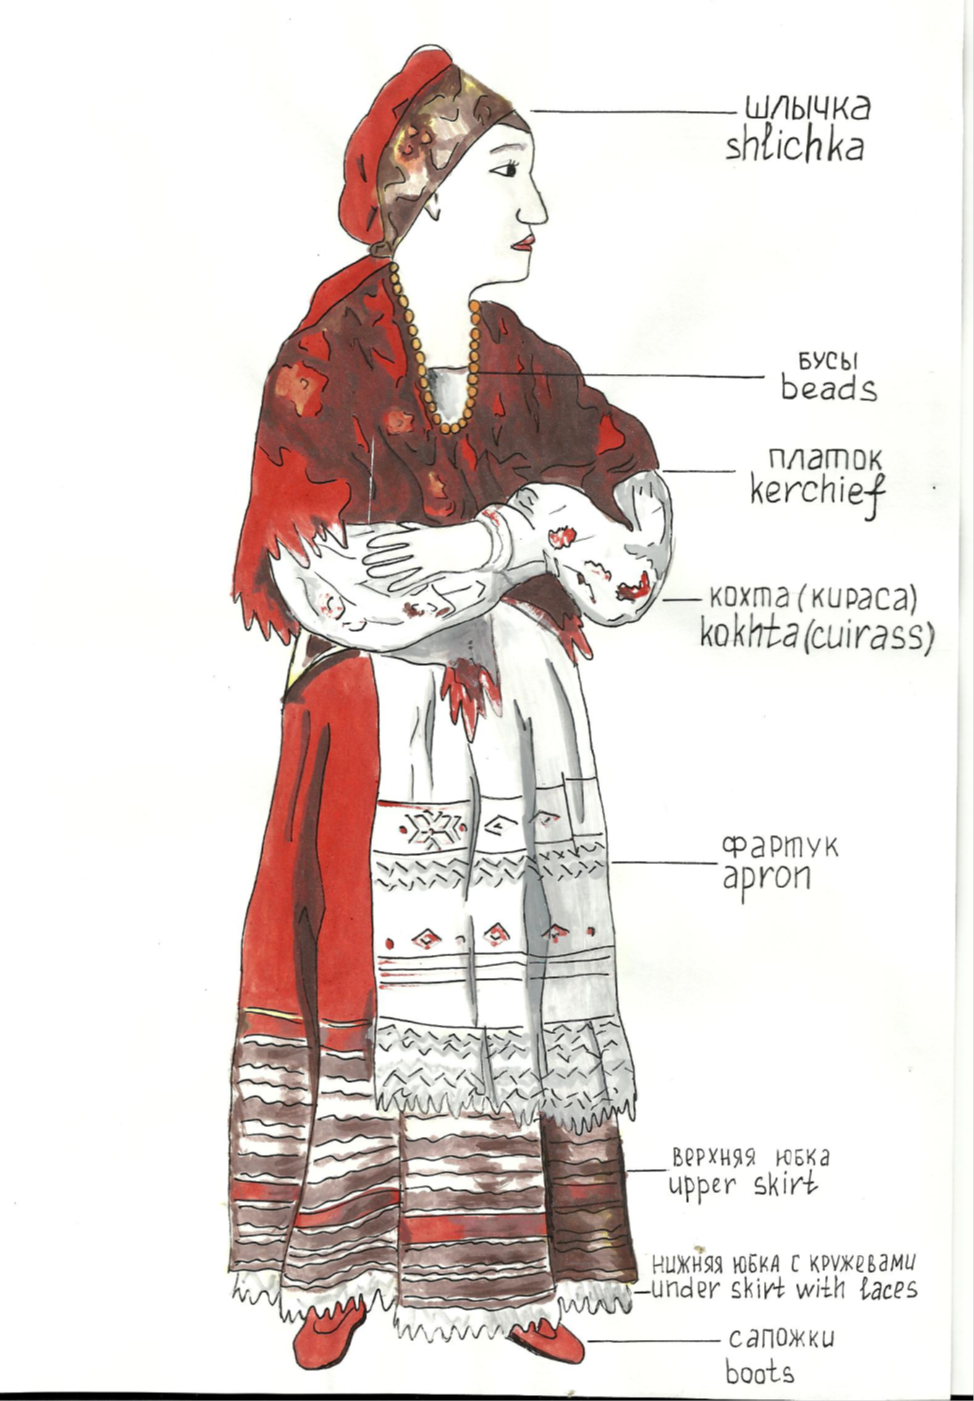 шлычка
shlichka
бусы
beads
платок
kerchief
кохта (кираса)
kokhta (cuirass)
фартук
apron
верхняя юбка
upper skirt
нижняя юбка с кружевами
under skirt with laces
сапожки
boots